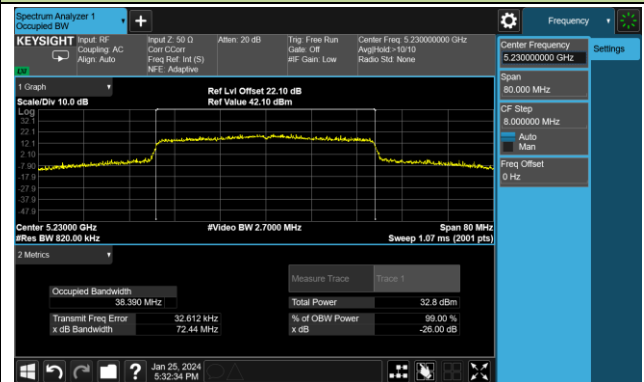 Spectrum Analyzer 1
Occupied BW
Frequency
KEYSIGHT
Input: RF
Coupling: AC
Align: Auto
Input Z: 50 Ω
Corr CCorr
Freq Ref: Int (S)
NFE: Adaptive
Atten: 20 dB
Trig: Free Run
Gate: Off
#IF Gain: Low
Center Freq: 5.230000000 GHz
Avg|Hold:>10/10
Radio Std: None
Center Frequency
5.230000000 GHz
Settings
Span
80.000 MHz
CF Step
8.000000 MHz
Auto
Man
Freq Offset
0 Hz
1 Graph
Scale/Div 10.0 dB
Ref Lvl Offset 22.10 dB
Ref Value 42.10 dBm
Log
32.1
22.1
12.1
2.10
-7.90
-17.9
-27.9
-37.9
-47.9
Center 5.23000 GHz
#Video BW 2.7000 MHz
Span 80 MHz
#Res BW 820.00 kHz
Sweep 1.07 ms (2001 pts)
2 Metrics
Measure Trace
Trace 1
Occupied Bandwidth
38.390 MHz
Total Power
32.8 dBm
Transmit Freq Error
32.612 kHz
% of OBW Power
99.00 %
x dB Bandwidth
72.44 MHz
x dB
-26.00 dB
Jan 25, 2024
5:32:34 PM